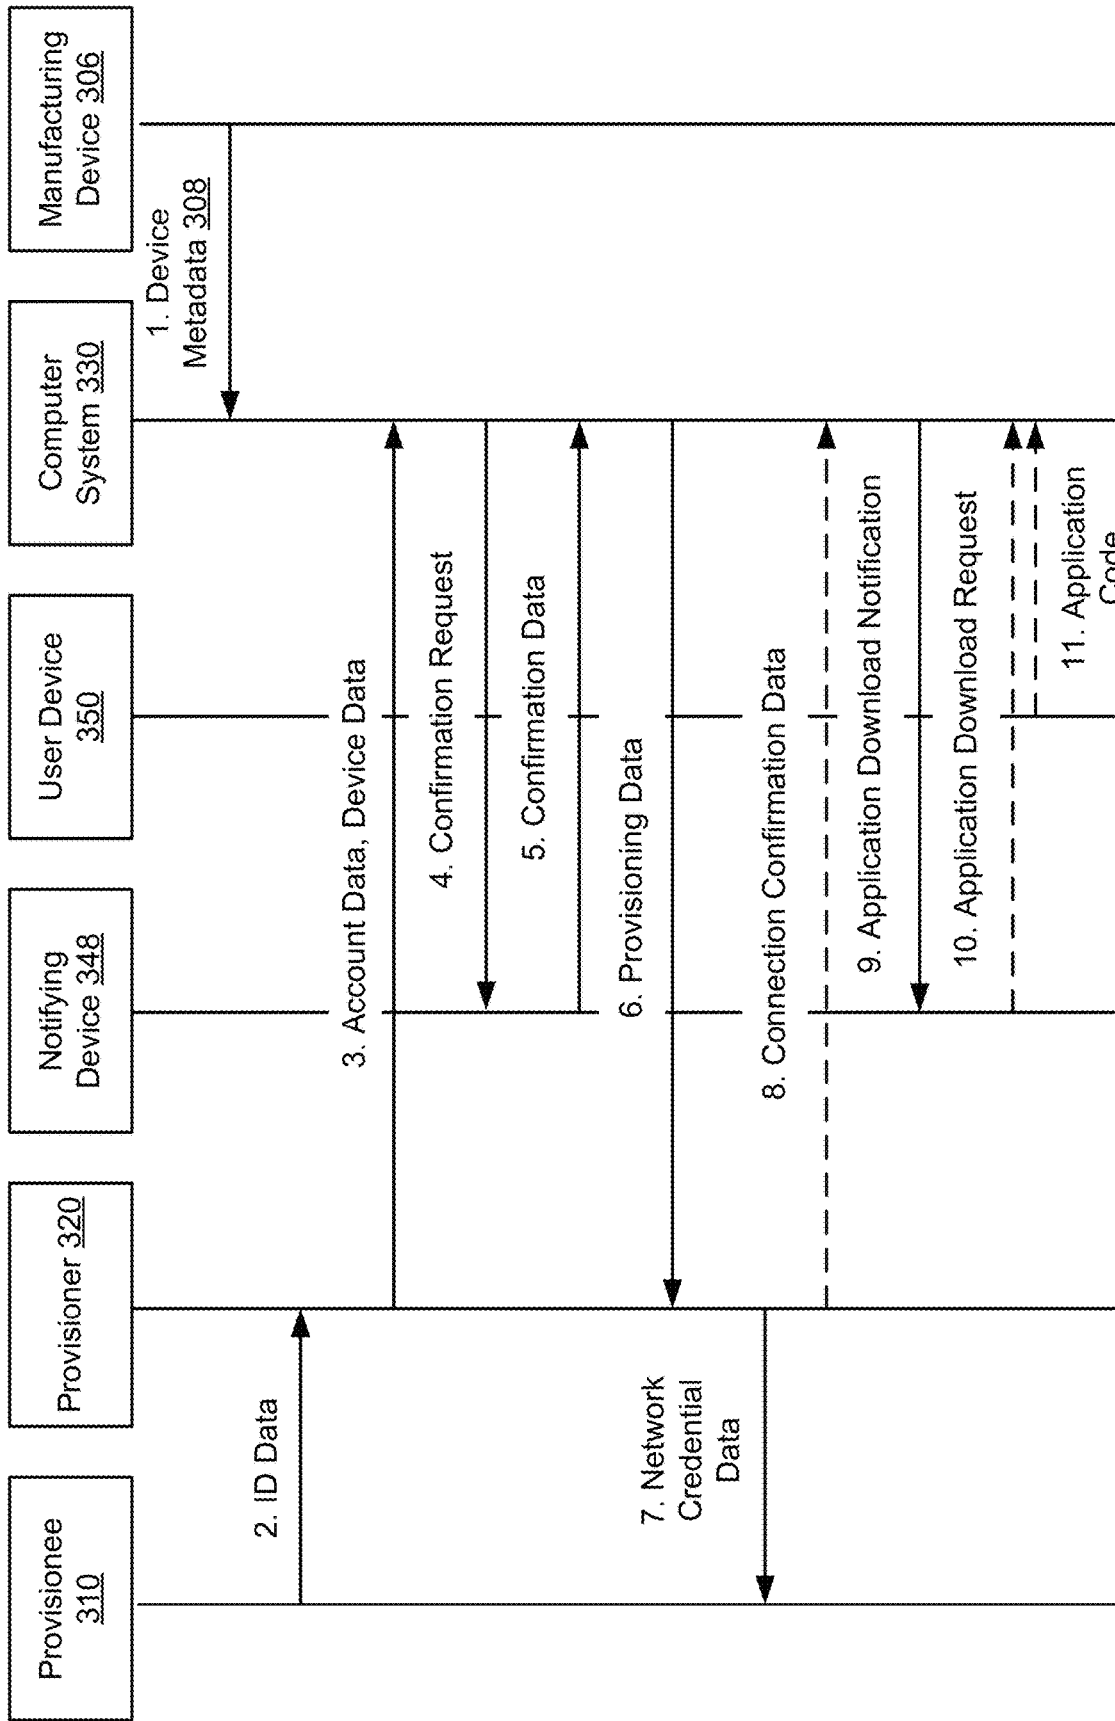 Provisionee
310
Provisioner 320
Notifying
Device 348
User Device
350
Computer
System 330
Manufacturing
Device 306
1. Device
Metadata 308
2. ID Data
3. Account Data, Device Data
4. Confirmation Request
5. Confirmation Data
6. Provisioning Data
7. Network
Credential
Data
8. Connection Confirmation Data
9. Application Download Notification
10. Application Download Request
11. Application
Code